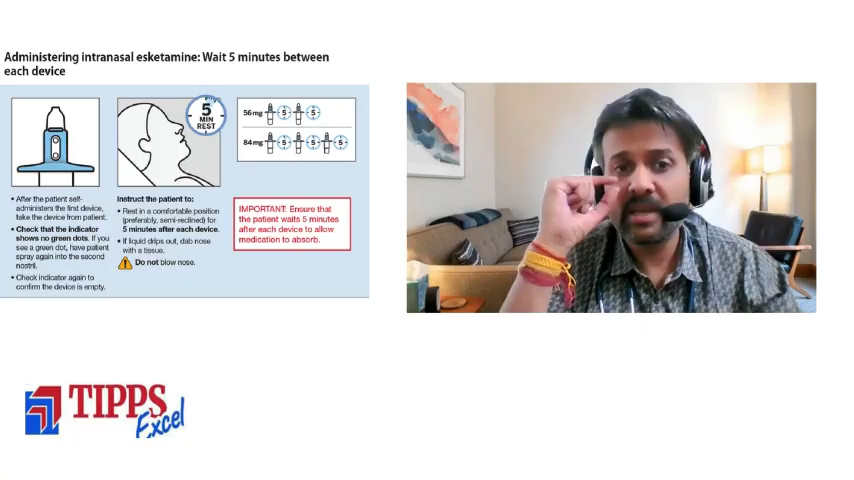 Administering intranasal esketamine: Wait 5 minutes between
each device
5
MIN
REST
56 mg 5 5
84 mg 5 5 5
• After the patient self-
administers the first device,
take the device from patient.
• Check that the indicator
shows no green dots. If you
see a green dot, have patient
spray again into the second
nostril.
• Check indicator again to
confirm the device is empty.
Instruct the patient to:
• Rest in a comfortable position
(preferably, semi-reclined) for
5 minutes after each device.
• If liquid drips out, dab nose
with a tissue.
! Do not blow nose.
IMPORTANT: Ensure that
the patient waits 5 minutes
after each device to allow
medication to absorb.
TIPPS
Excel